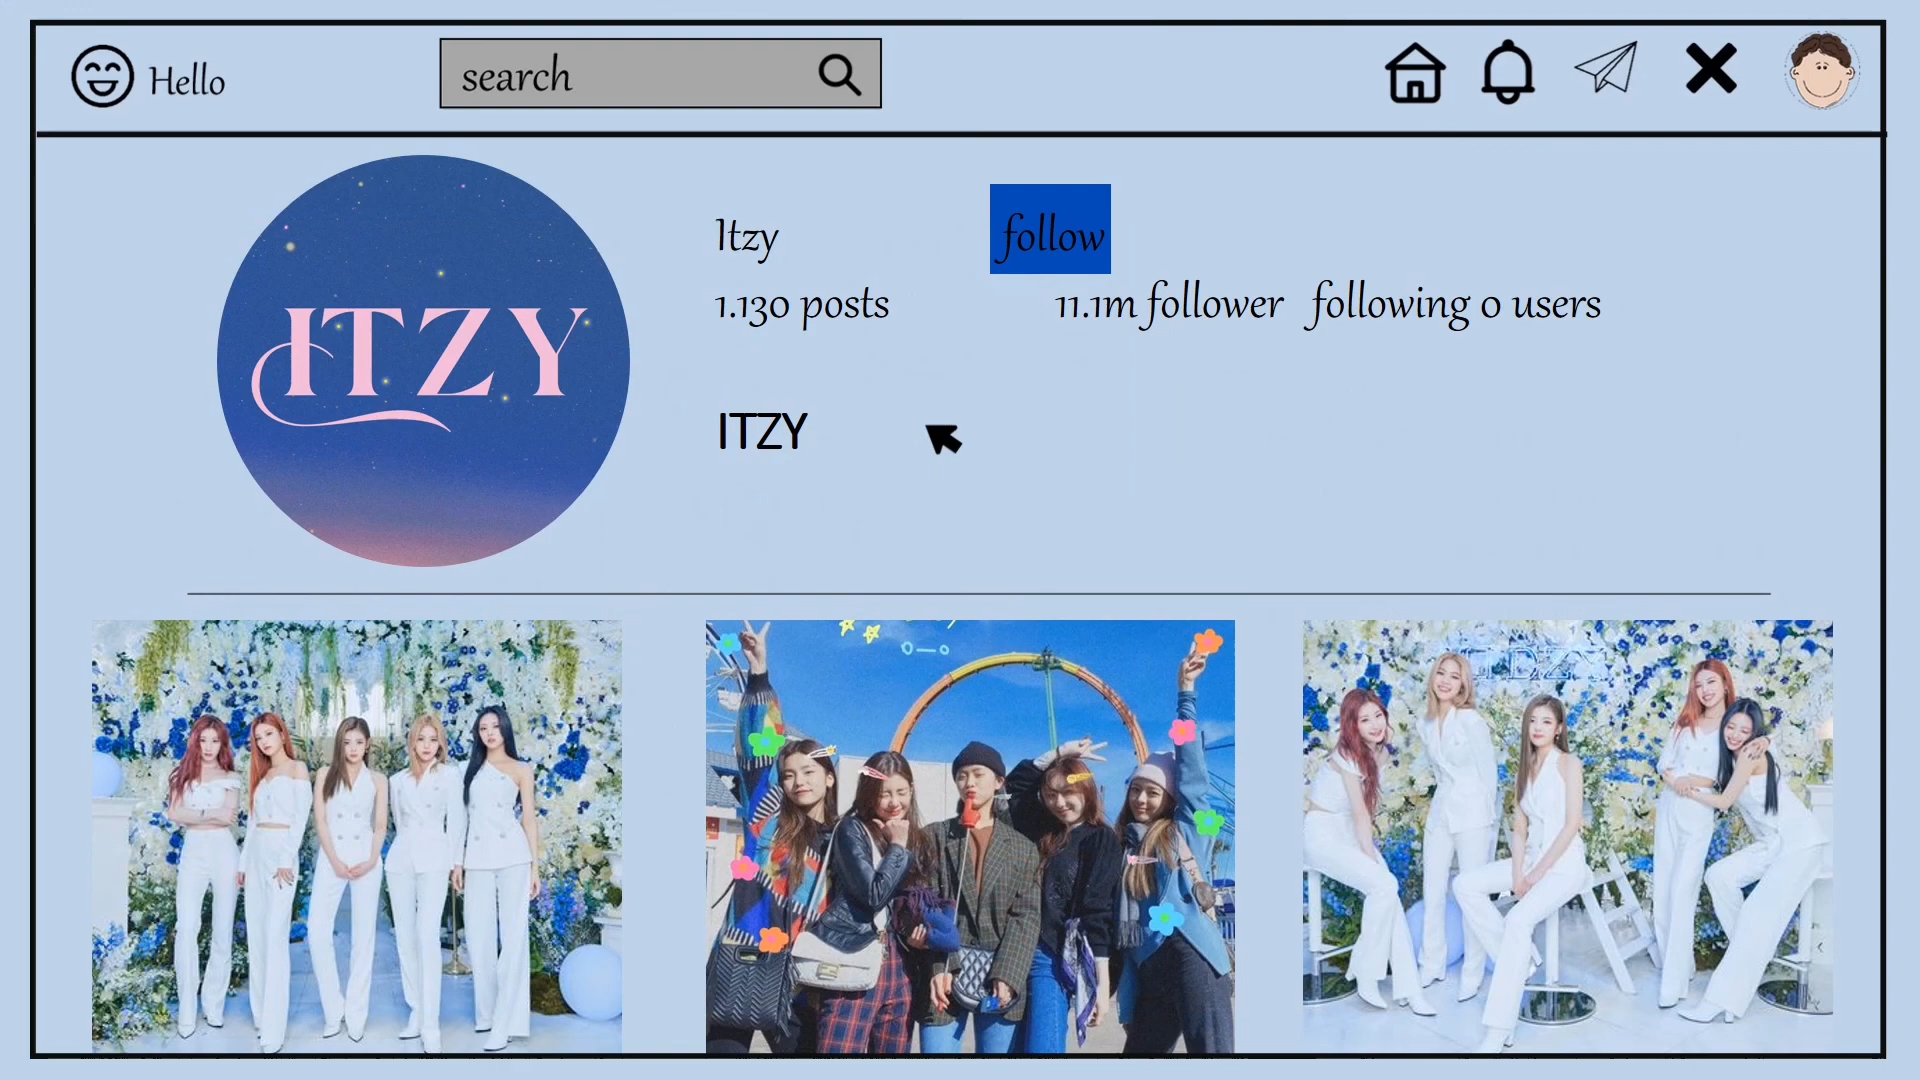 Hello
search
ITZY
Itzy
follow
1.130 posts
11.1m follower
following 0 users
ITZY